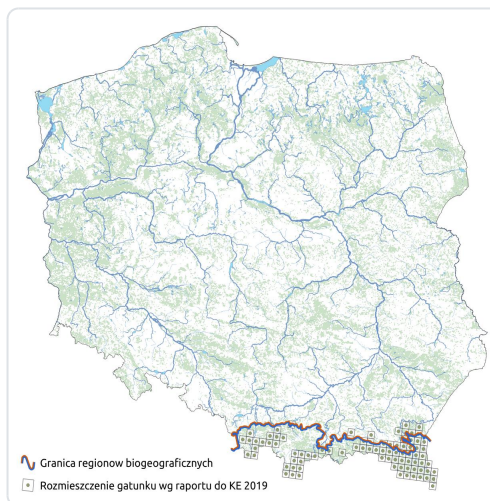 Granica regionow biogeograficznych
Rozmieszczenie gatunku wg raportu do KE 2019